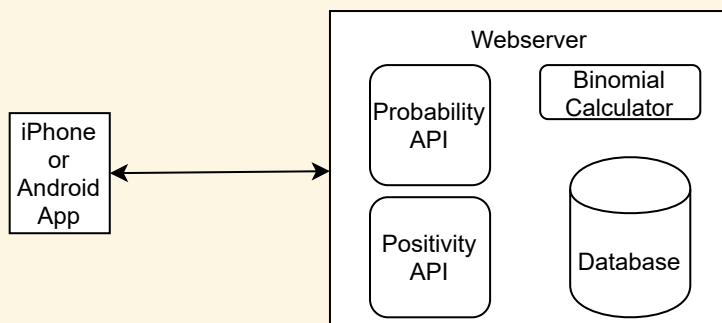 Webserver
iPhone
or
Android
App
Probability
API
Binomial
Calculator
Positivity
API
Database